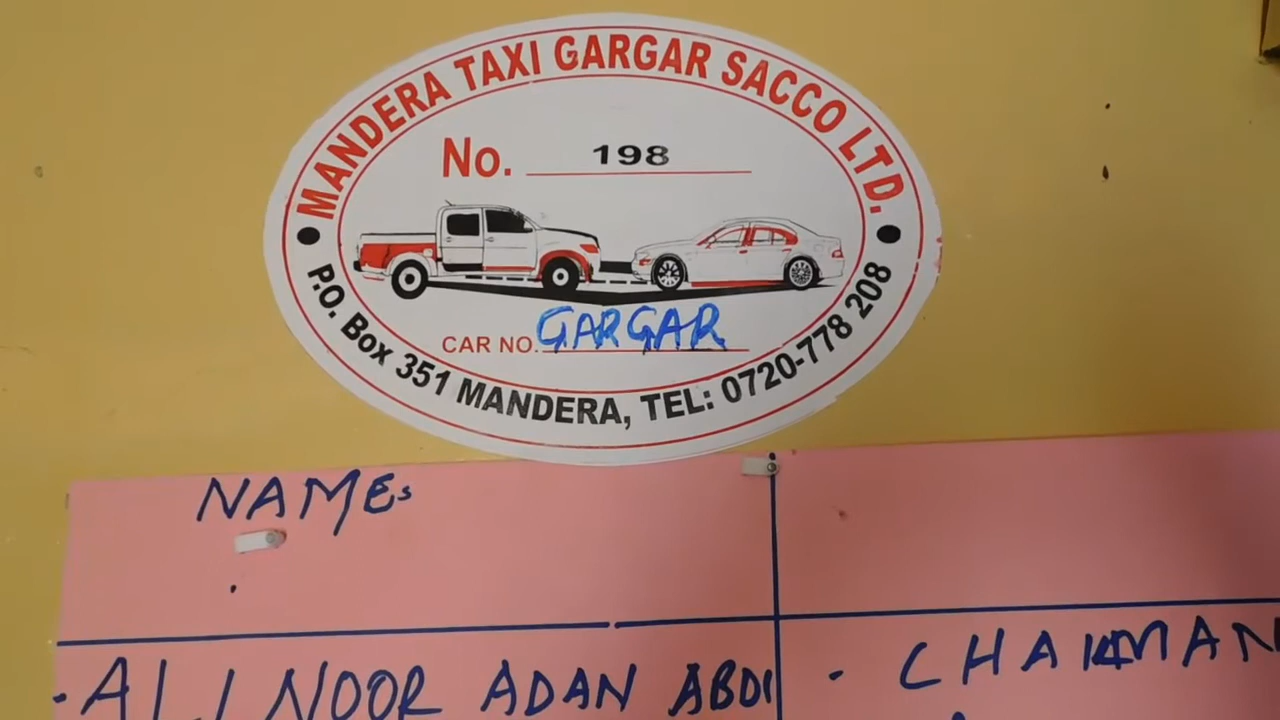 MANDERA TAXI GARGAR SACCO LTD.
No. 198
CAR NO. GARGAR
P.O. Box 351 MANDERA, TEL: 0720-778 208
NAMEs
- ALI NOOR ADAN ABDI - CHAIRMAN